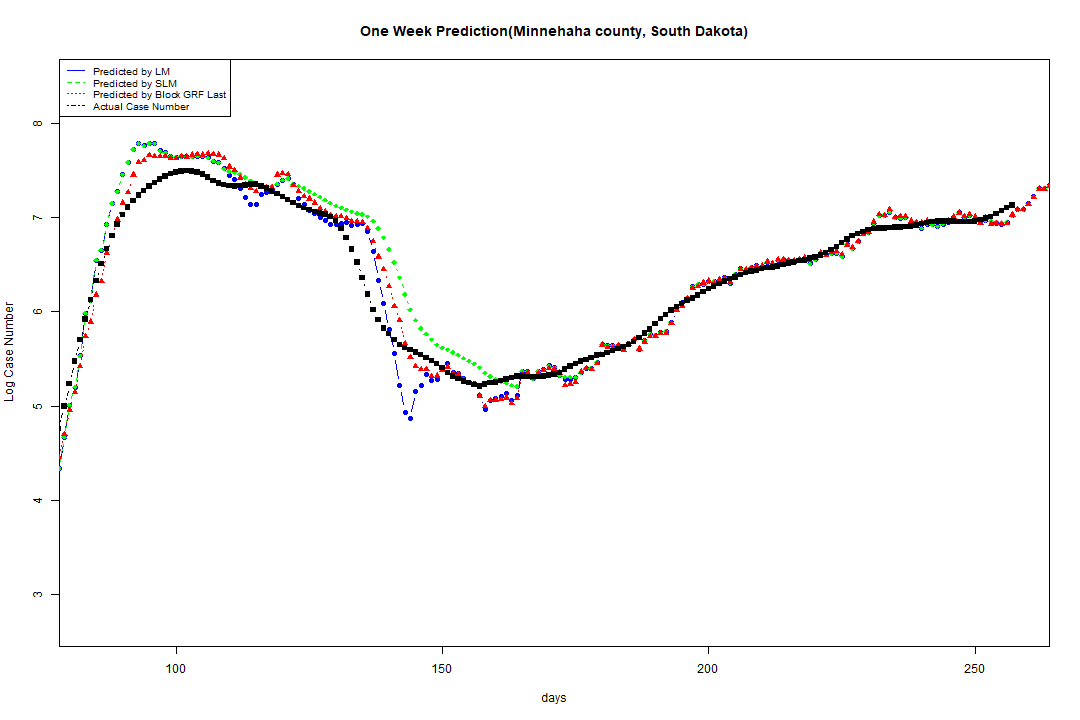 One Week Prediction(Minnehaha county, South Dakota)
Predicted by LM
Predicted by SLM
Predicted by Block GRF Last
Actual Case Number
8
7
6
5
4
3
Log Case Number
100 150 200 250
days